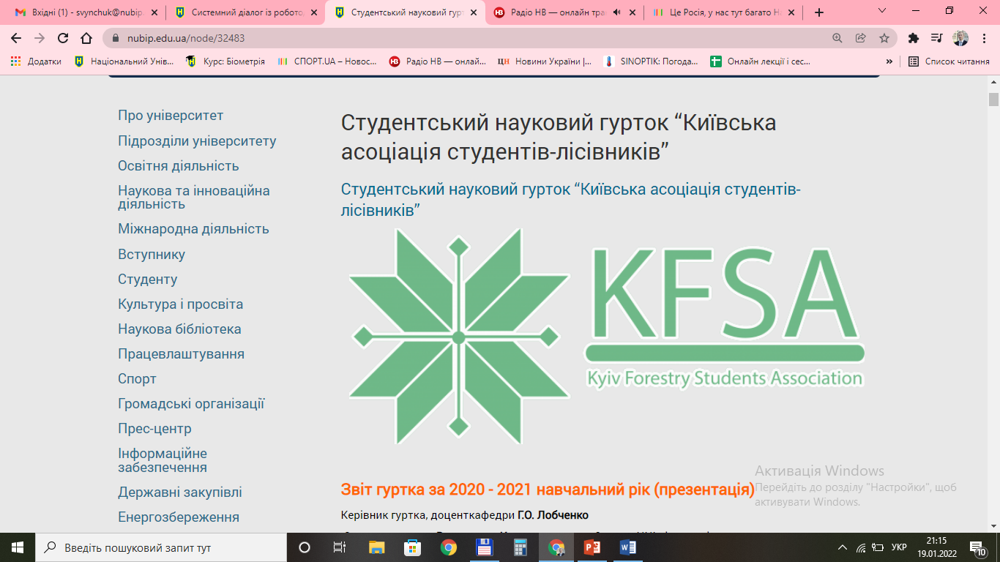 Вхідні (1) - svynchuk@nubip.
Системний діалог із робото
Студентський науковий гурт
Радіо НВ — онлайн тран
Це Росія, у нас тут багато На
nubip.edu.ua/node/32483
Додатки
Національний Унів...
Курс: Біометрія
СПОРТ.UA – Новос...
Радіо НВ — онлай...
Новини України |...
SINOPTIK: Погода...
Онлайн лекції і сес...
»
Список читання
Студентський науковий гурток “Київська
асоціація студентів-лісівників”
Студентський науковий гурток “Київська асоціація студентів-
лісівників”
KFSA
Kyiv Forestry Students Association
Звіт гуртка за 2020 - 2021 навчальний рік (презентація)
Керівник гуртка, доценткафедри Г.О. Лобченко
Про університет
Підрозділи університету
Освітня діяльність
Наукова та інноваційна
діяльність
Міжнародна діяльність
Вступнику
Студенту
Культура і просвіта
Наукова бібліотека
Працевлаштування
Спорт
Громадські організації
Прес-центр
Інформаційне
забезпечення
Державні закупівлі
Енергозбереження
Активація Windows
Перейдіть до розділу "Настройки", щоб
активувати Windows.
Введіть пошуковий запит тут
УКР
21:15
19.01.2022
10